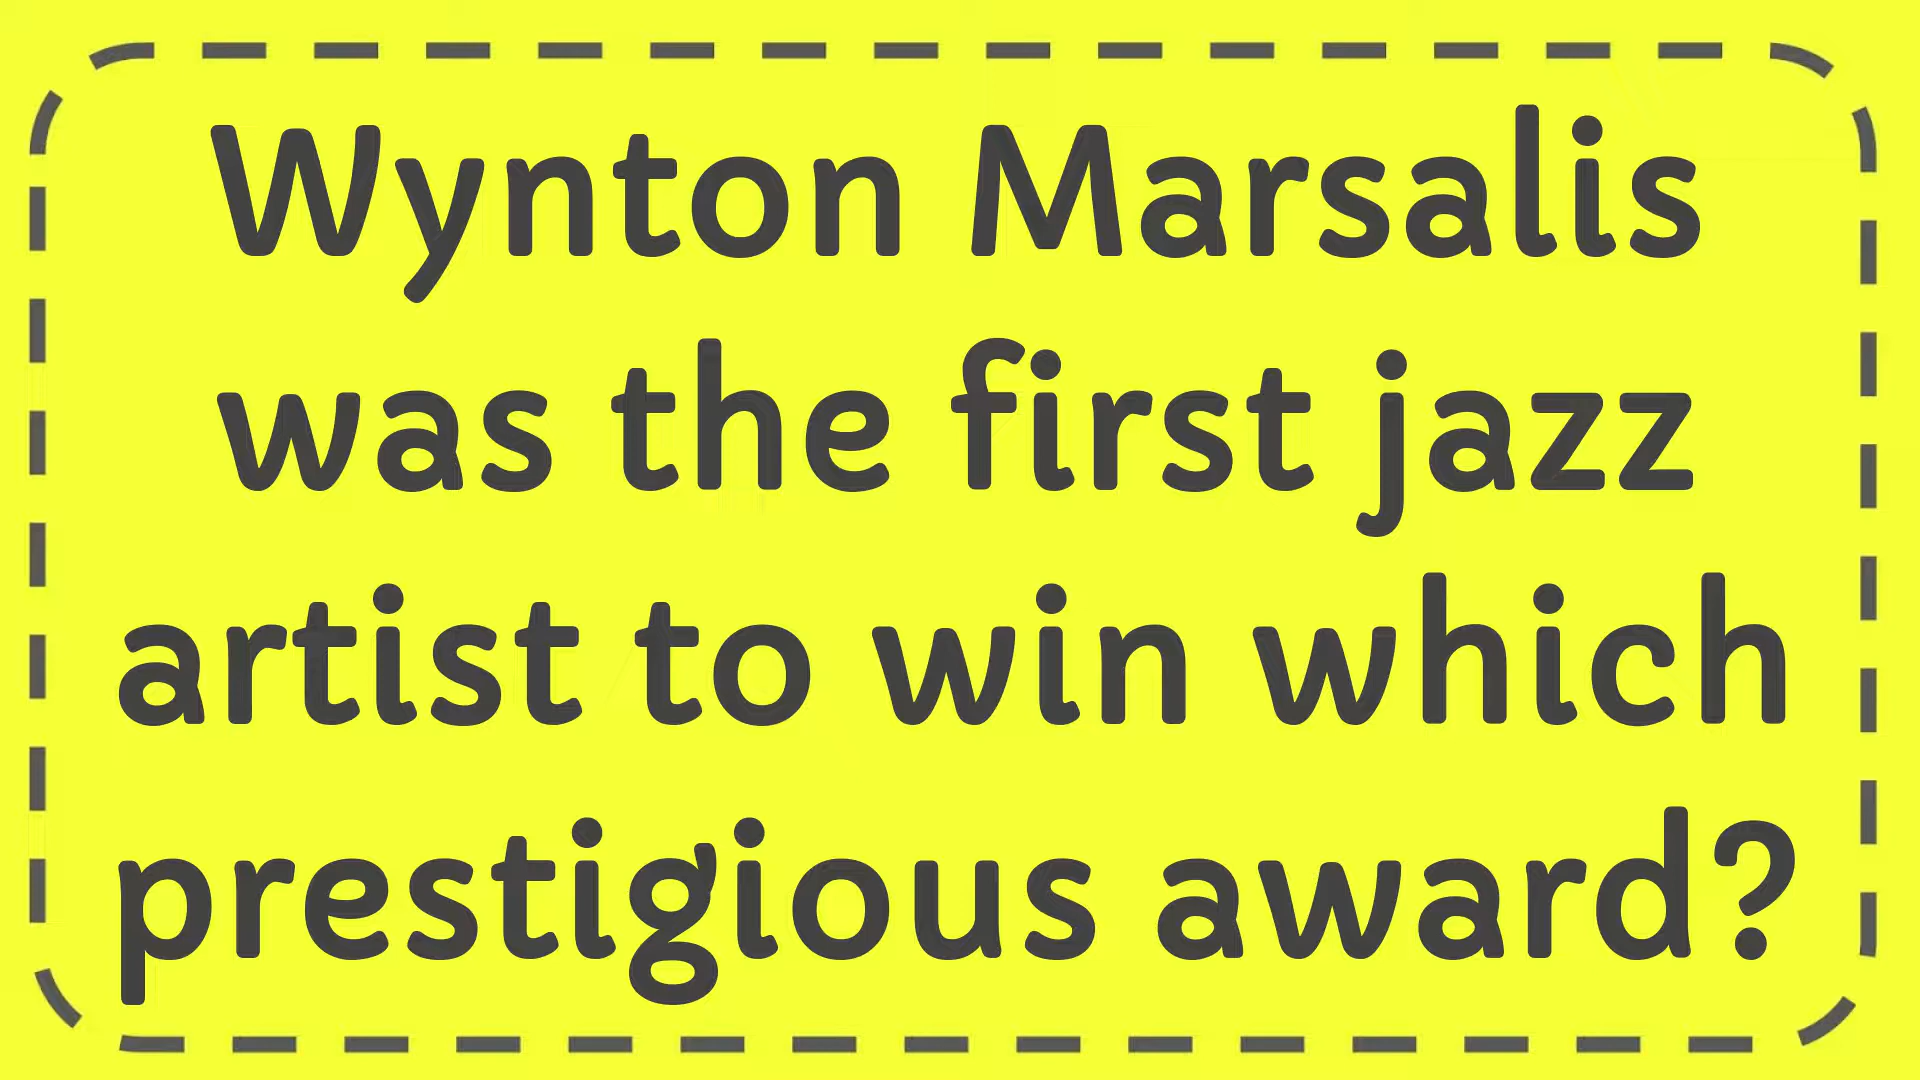 Wynton Marsalis
was the first jazz
artist to win which
prestigious award?